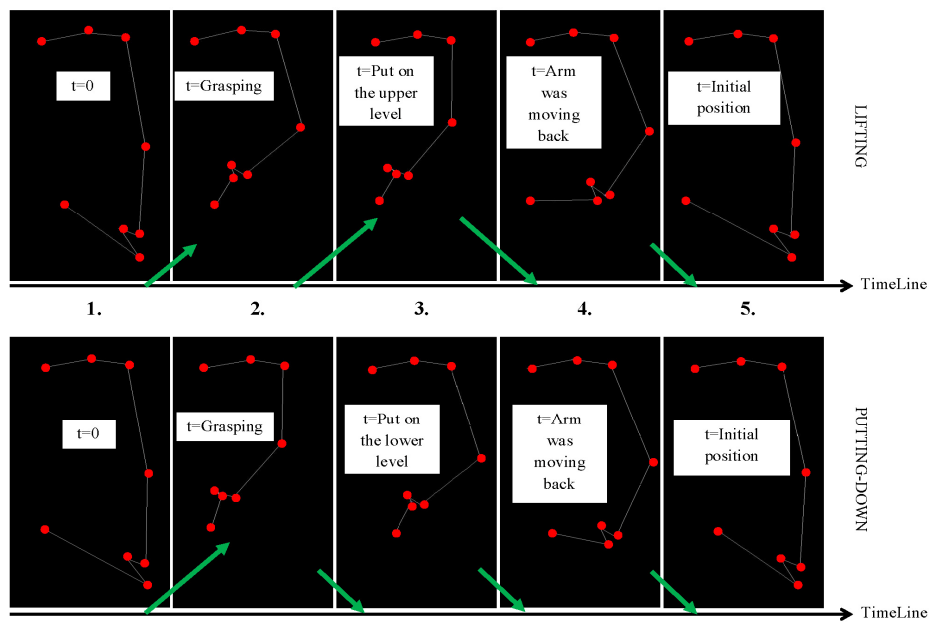 t=0
t=Grasping
t=Put on
the upper
level
t=Arm
was
moving
back
t=Initial
position
LIFTING
TimeLine
1.
2.
3.
4.
5.
t=0
t=Grasping
t=Put on
the lower
level
t=Arm
was
moving
back
t=Initial
position
PUTTING-DOWN
TimeLine